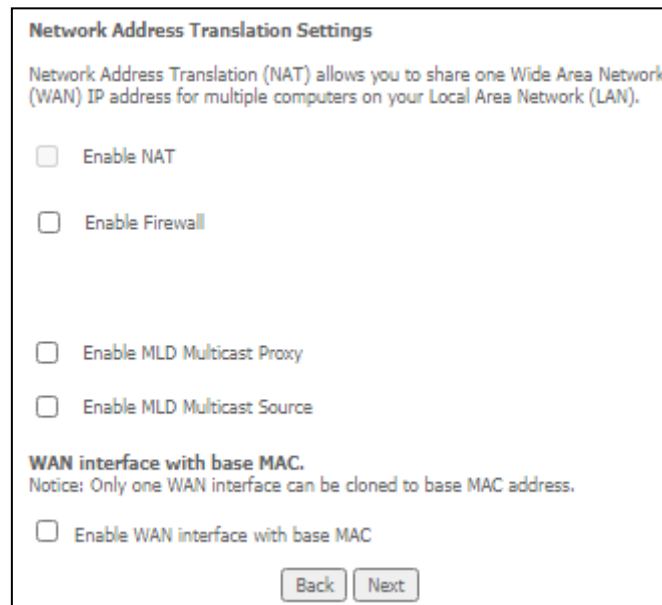 Network Address Translation Settings
Network Address Translation (NAT) allows you to share one Wide Area Network
(WAN) IP address for multiple computers on your Local Area Network (LAN).
Enable NAT
Enable Firewall
Enable MLD Multicast Proxy
Enable MLD Multicast Source
WAN interface with base MAC.
Notice: Only one WAN interface can be cloned to base MAC address.
Enable WAN interface with base MAC
Back Next